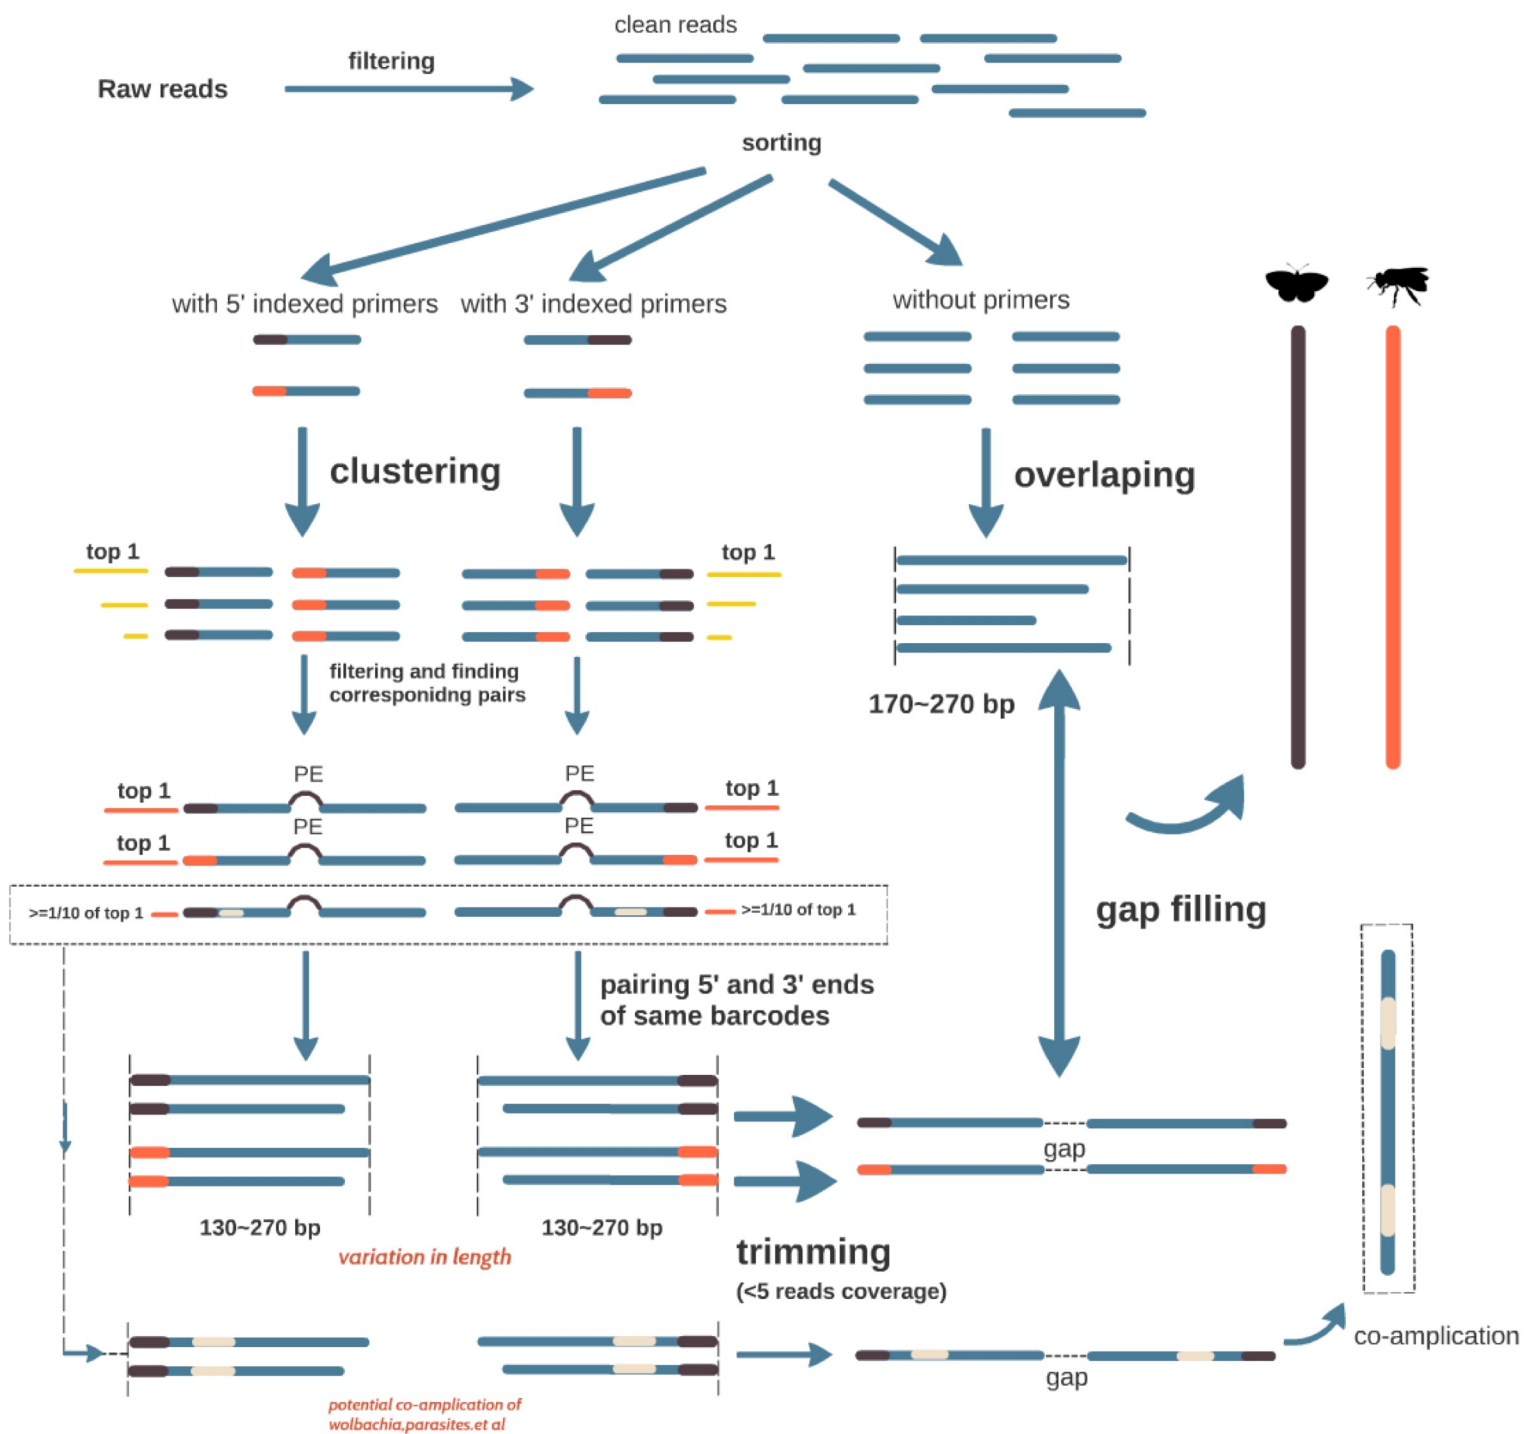 clean reads
filtering
Raw reads
sorting
with 5' indexed primers
with 3' indexed primers
without primers
clustering
overlaping
top 1
top 1
filtering and finding
corresponidng pairs
170~270 bp
PE
PE
top 1
top 1
PE
PE
top 1
top 1
>=1/10 of top 1
>=1/10 of top 1
gap filling
pairing 5' and 3' ends
of same barcodes
gap
130~270 bp
130~270 bp
variation in length
trimming
(<5 reads coverage)
co-amplication
gap
potential co-amplication of
wolbachia,parasites.et al